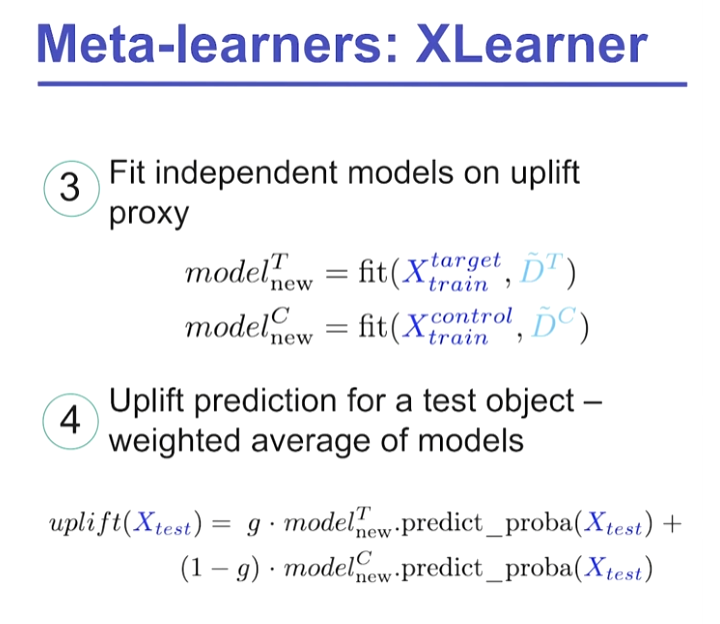 Meta-learners: XLearner
3 Fit independent models on uplift
proxy
model^T_new = fit(X^target_train, D̃^T)
model^C_new = fit(X^control_train, D̃^C)
4 Uplift prediction for a test object –
weighted average of models
uplift(X_test) = g · model^T_new.predict_proba(X_test) +
(1 − g) · model^C_new.predict_proba(X_test)